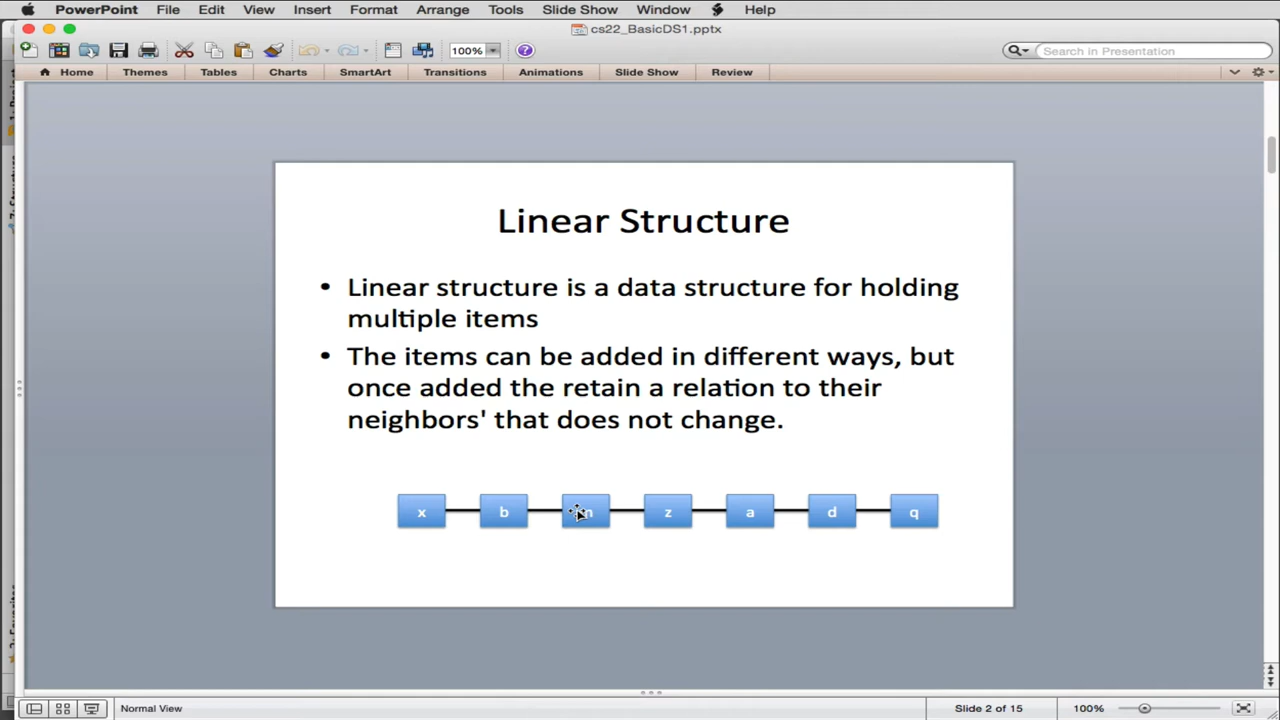 PowerPoint File Edit View Insert Format Arrange Tools Slide Show Window Help
cs22_BasicDS1.pptx
100% Search in Presentation
Home Themes Tables Charts SmartArt Transitions Animations Slide Show Review
Linear Structure
• Linear structure is a data structure for holding
multiple items
• The items can be added in different ways, but
once added the retain a relation to their
neighbors' that does not change.
x b z a d q
Normal View Slide 2 of 15 100%